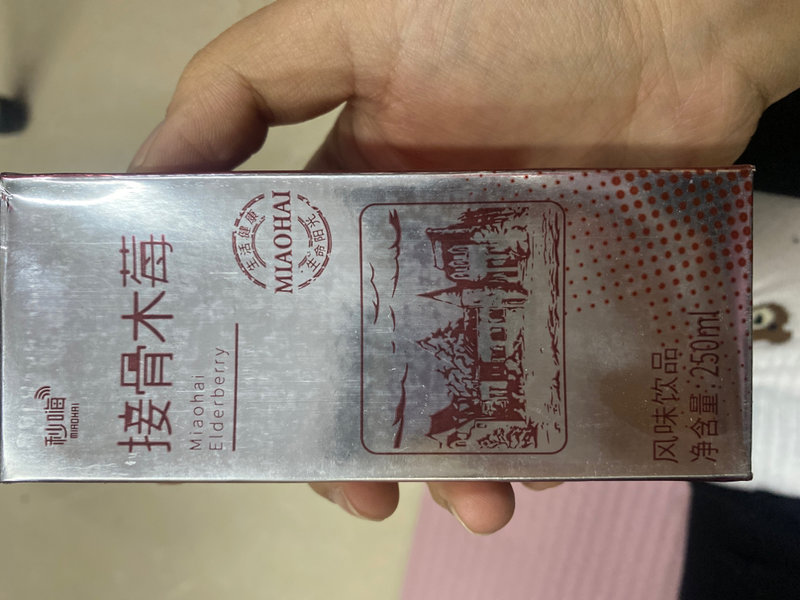 秒嗨
MIAOHAI
接骨木莓
Miaohai
Elderberry
生活健康
MIAOHAI
生命阳光
风味饮品
净含量:250ml